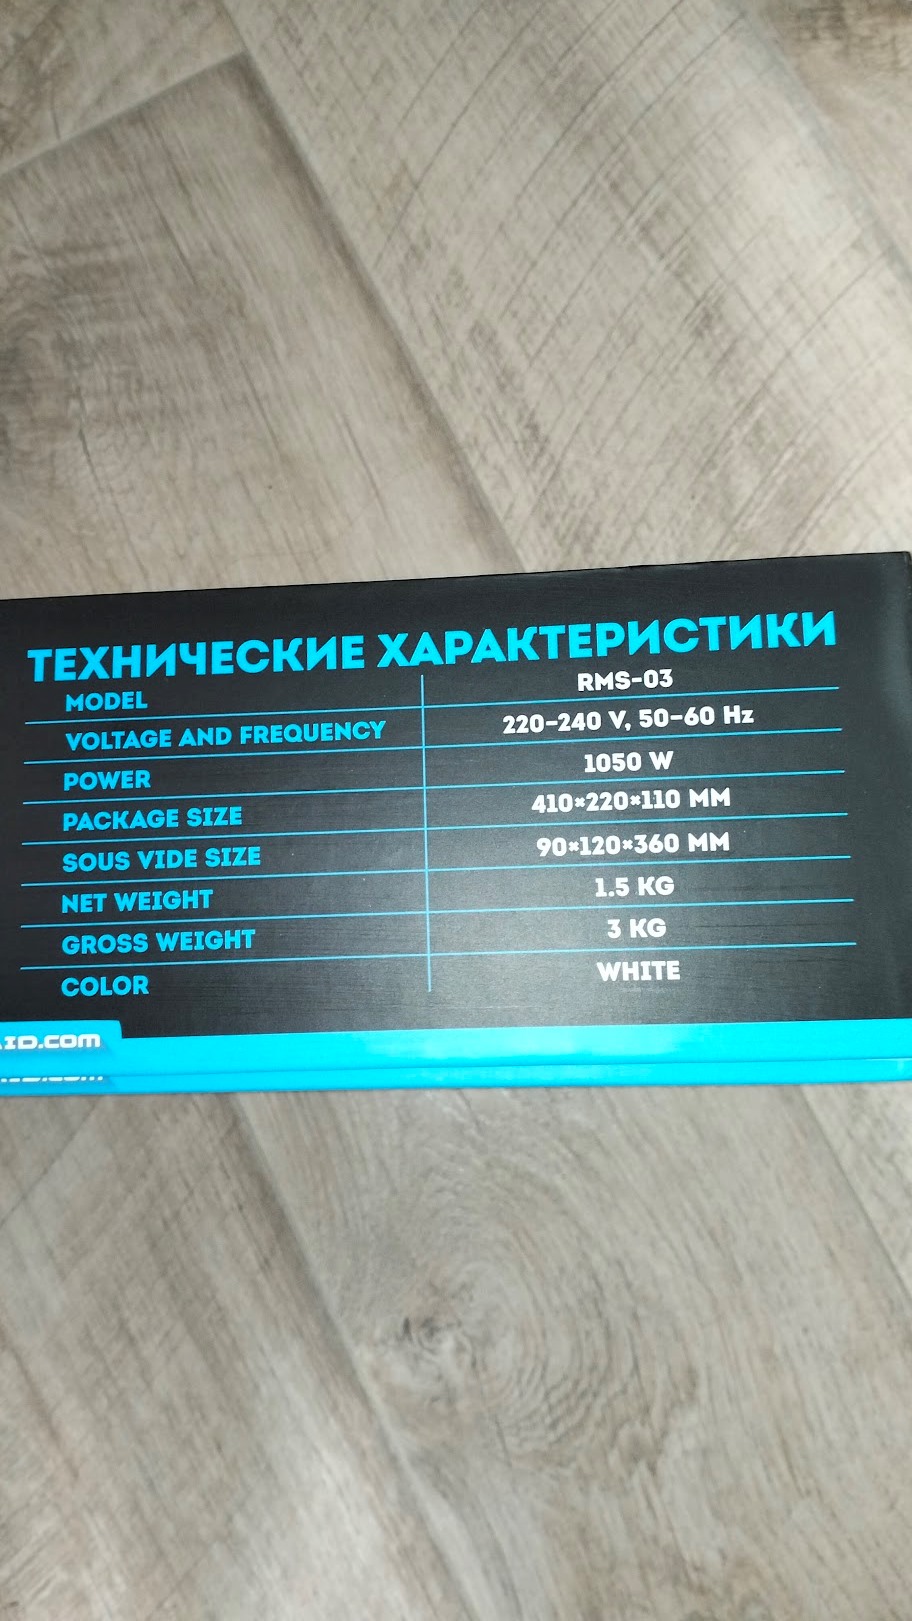 ТЕХНИЧЕСКИЕ ХАРАКТЕРИСТИКИ
MODEL RMS-03
VOLTAGE AND FREQUENCY 220-240 V, 50-60 Hz
POWER 1050 W
PACKAGE SIZE 410×220×110 MM
SOUS VIDE SIZE 90×120×360 MM
NET WEIGHT 1.5 KG
GROSS WEIGHT 3 KG
COLOR WHITE
ID.com